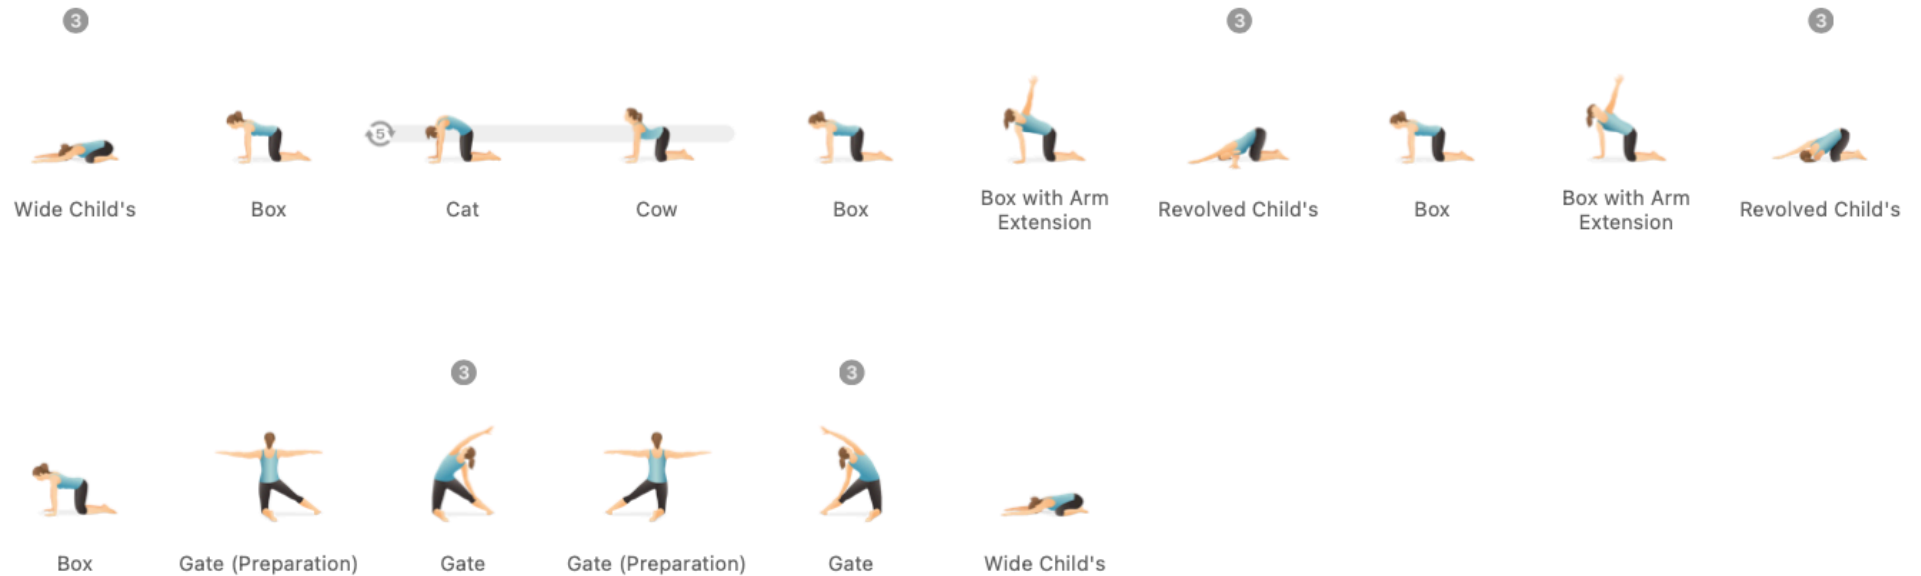 3 3 3
5
Wide Child's Box Cat Cow Box Box with Arm Extension Revolved Child's Box Box with Arm Extension Revolved Child's
3 3
Box Gate (Preparation) Gate Gate (Preparation) Gate Wide Child's